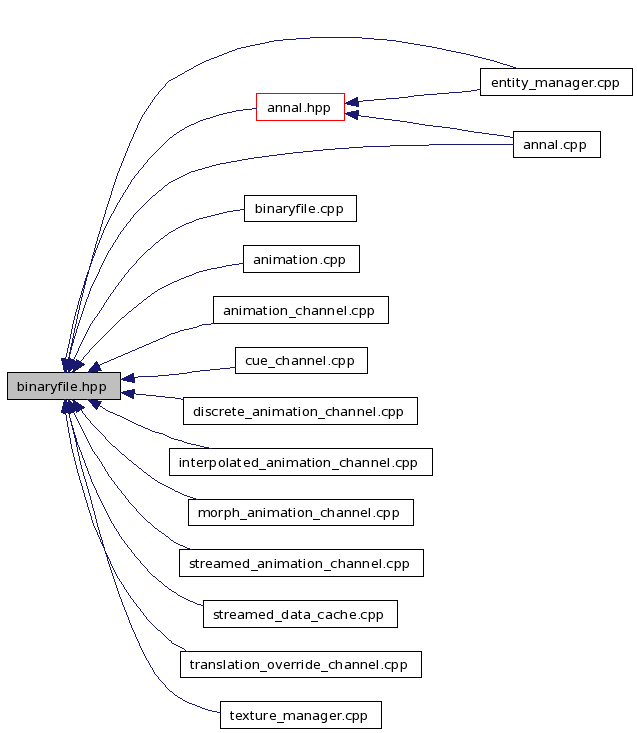 entity_manager.cpp
annal.hpp
annal.cpp
binaryfile.cpp
animation.cpp
animation_channel.cpp
cue_channel.cpp
binaryfile.hpp
discrete_animation_channel.cpp
interpolated_animation_channel.cpp
morph_animation_channel.cpp
streamed_animation_channel.cpp
streamed_data_cache.cpp
translation_override_channel.cpp
texture_manager.cpp